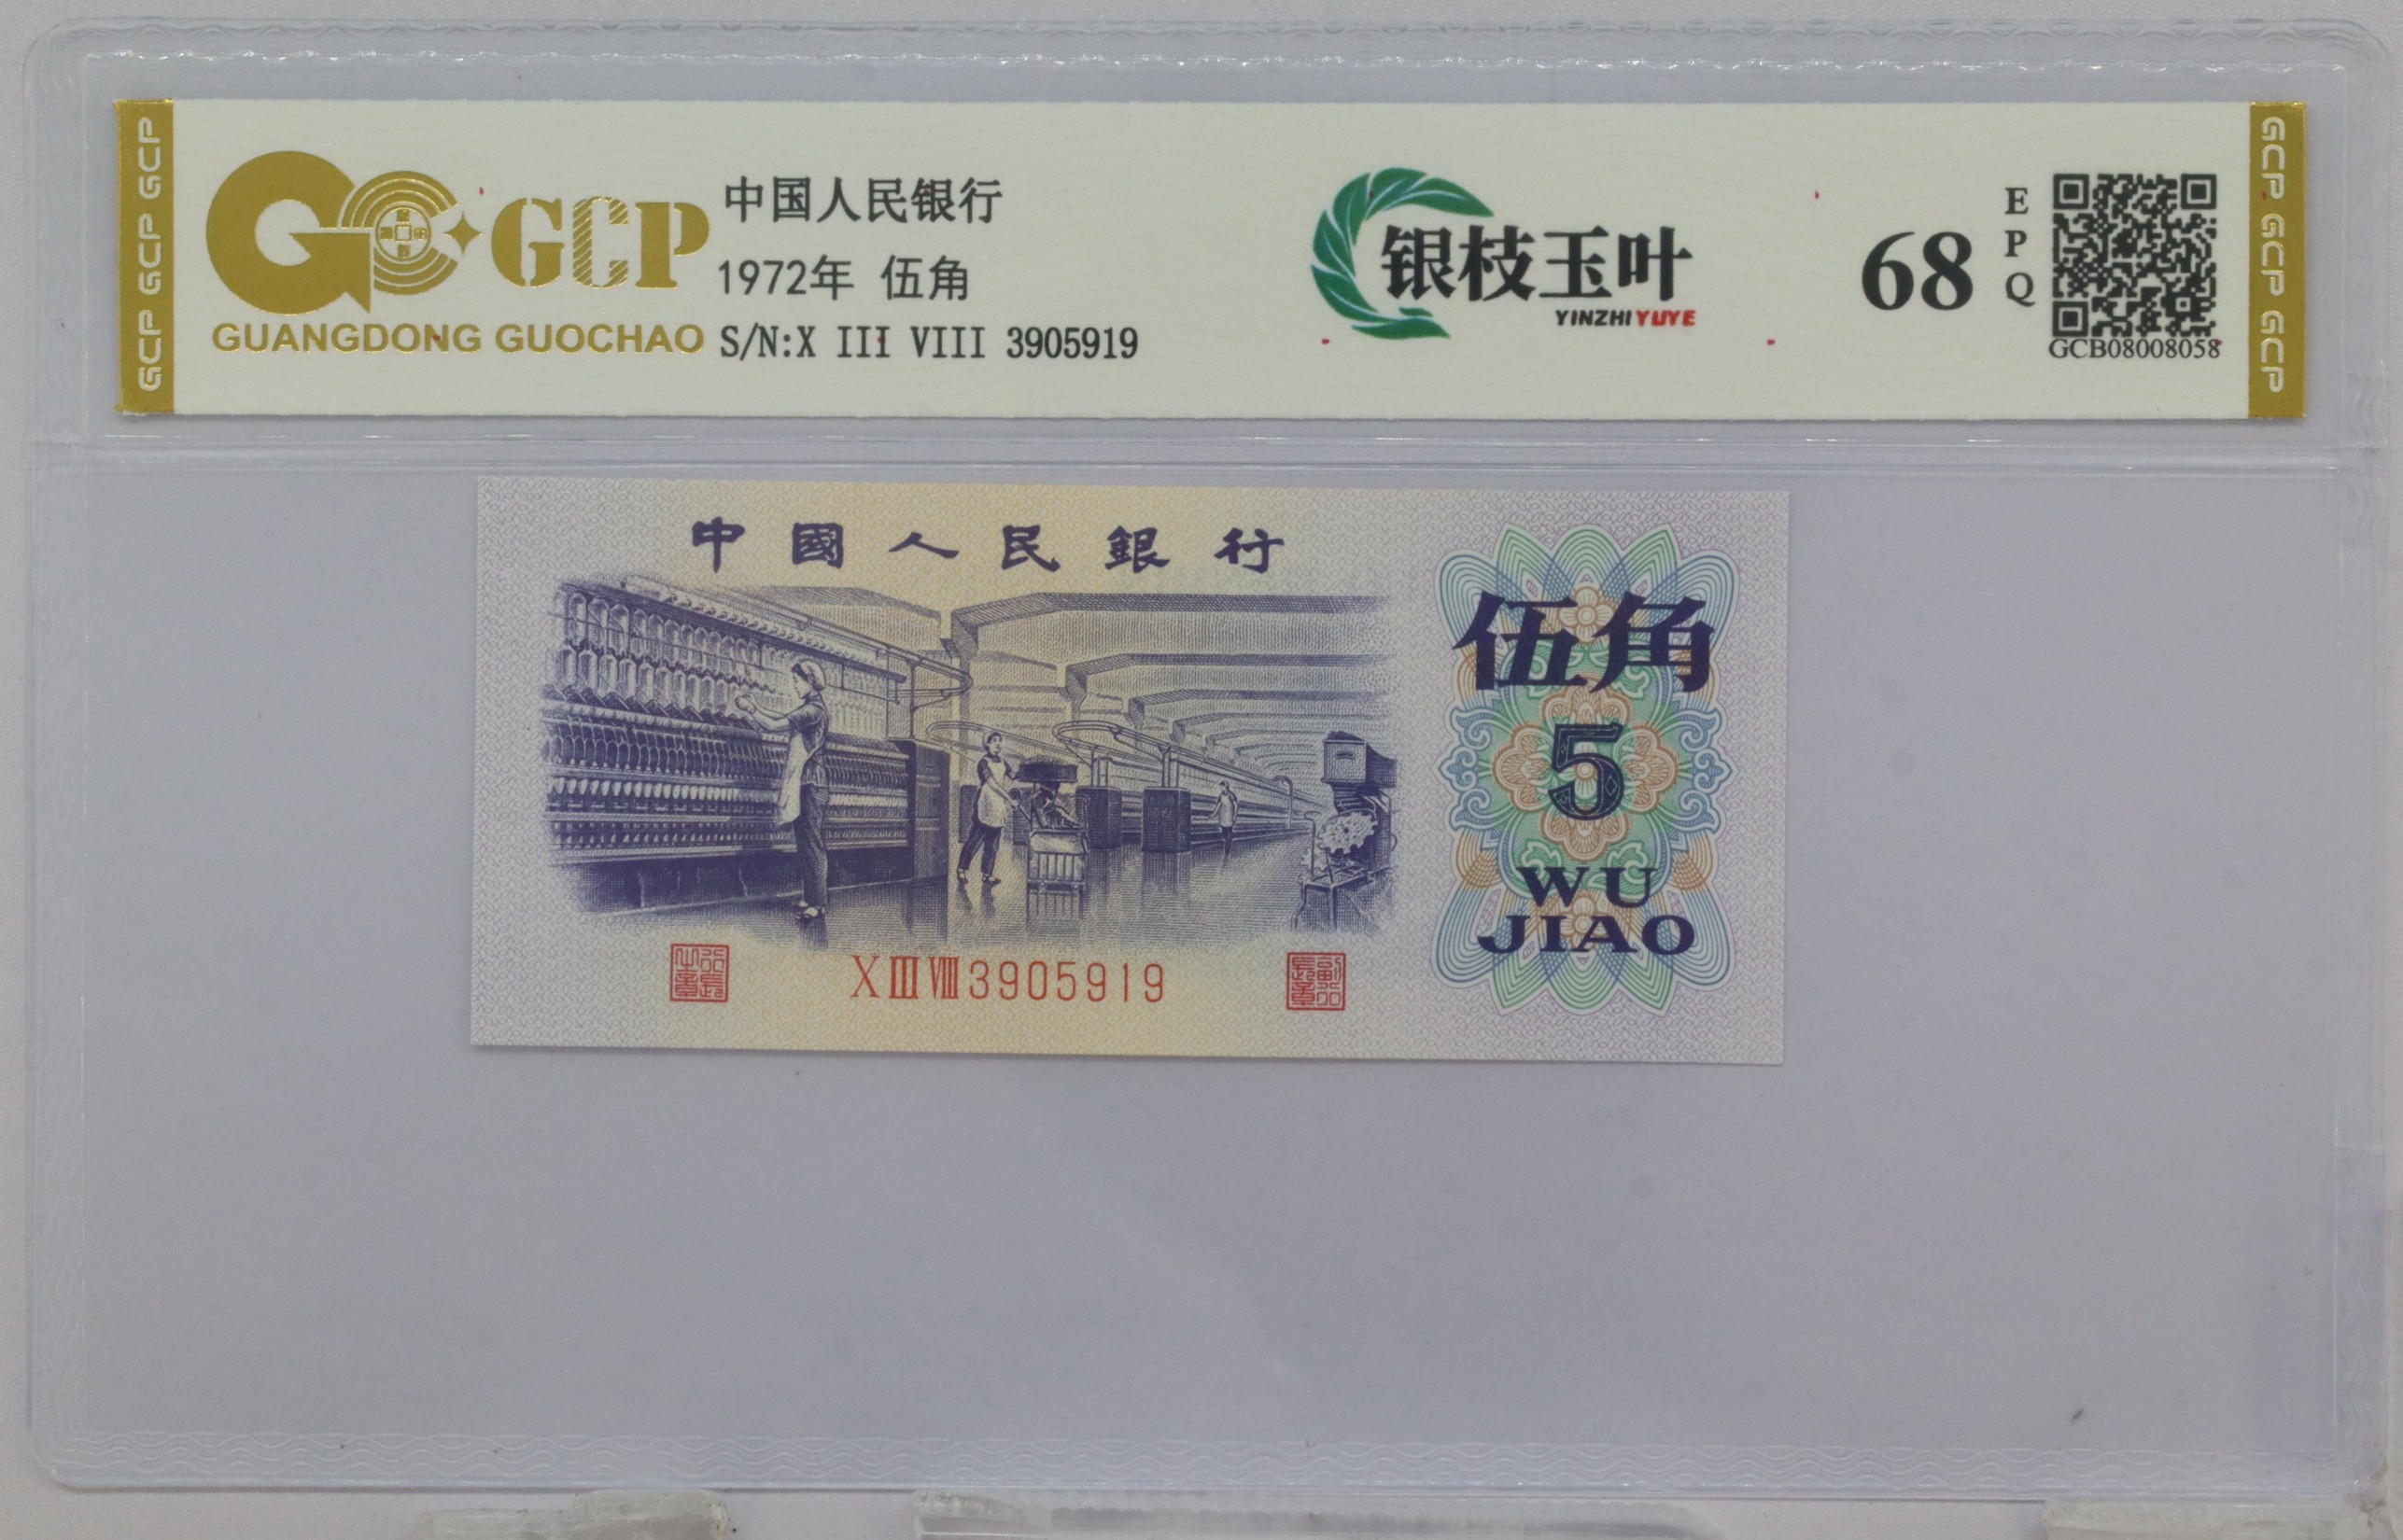 GCP GCP GCP
GCP
GUANGDONG GUOCHAO
中国人民银行
1972年 伍角
S/N:X III VIII 3905919
银枝玉叶
YINZHIYUYE
68
EPQ
GCB08008058
GCP GCP GCP
中國人民銀行
伍角
5
WU
JIAO
X III VIII 3905919